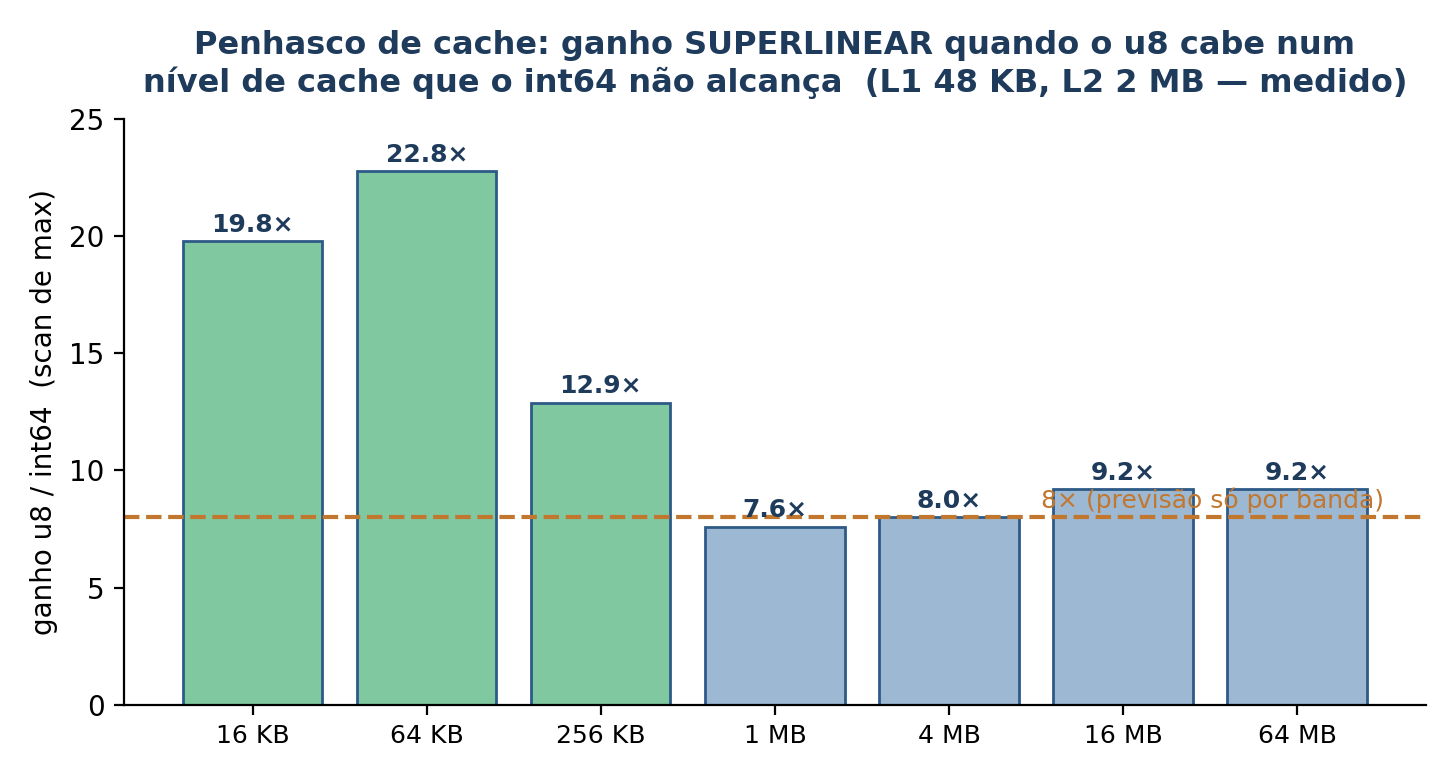 Penhasco de cache: ganho SUPERLINEAR quando o u8 cabe num
nível de cache que o int64 não alcança (L1 48 KB, L2 2 MB — medido)
ganho u8 / int64 (scan de max)
25
20
15
10
5
0
19.8×
22.8×
12.9×
7.6×
8.0×
9.2×
9.2×
8× (previsão só por banda)
16 KB
64 KB
256 KB
1 MB
4 MB
16 MB
64 MB